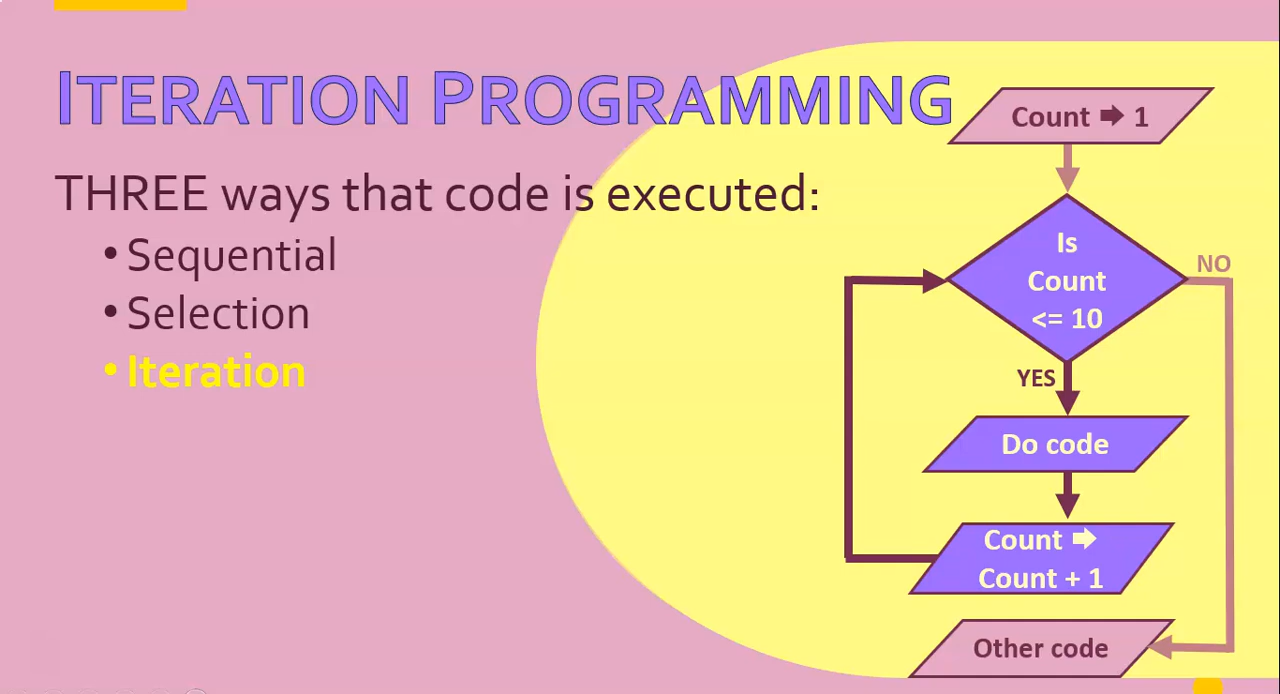 ITERATION PROGRAMMING
THREE ways that code is executed:
• Sequential
• Selection
• Iteration
Count ➡ 1
Is
Count
<= 10
NO
YES
Do code
Count ➡
Count + 1
Other code